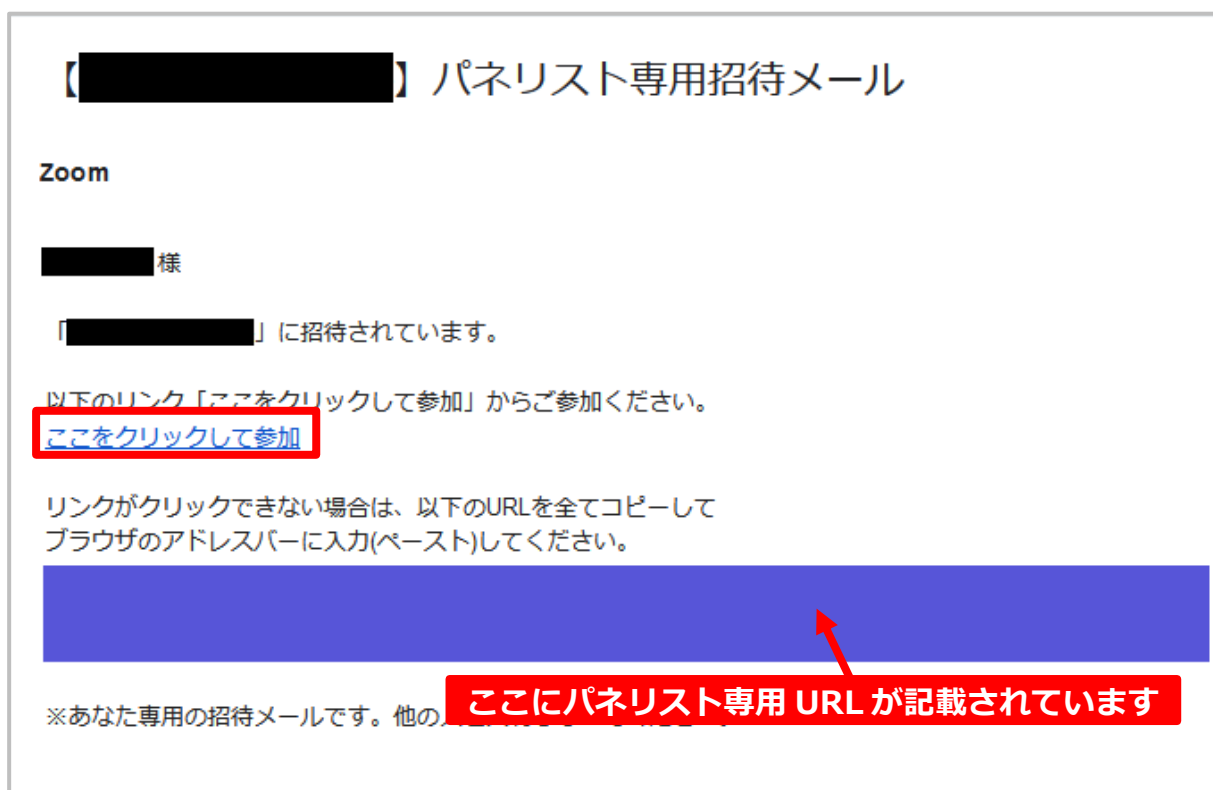 【】パネリスト専用招待メール
Zoom
様
「」に招待されています。
以下のリンク「ここをクリックして参加」からご参加ください。
ここをクリックして参加
リンクがクリックできない場合は、以下のURLを全てコピーして
ブラウザのアドレスバーに入力(ペースト)してください。
ここにパネリスト専用 URL が記載されています
※あなた専用の招待メールです。他の